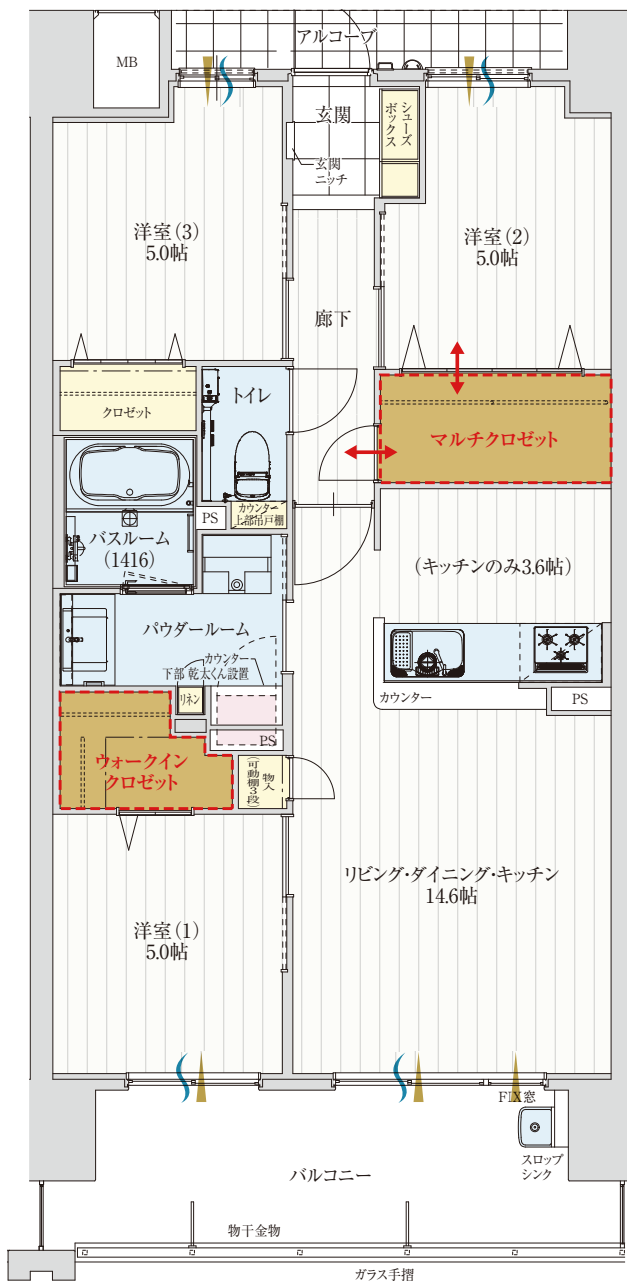 アルコーブ
MB
玄関
シューズ
ボックス
玄関
ニッチ
洋室(3)
5.0帖
洋室(2)
5.0帖
廊下
トイレ
クロゼット
マルチクロゼット
カウンター
上部吊戸棚
PS
バスルーム
(1416)
(キッチンのみ3.6帖)
パウダールーム
カウンター
下部 乾太くん設置
リネン
カウンター
PS
PS
ウォークイン
クロゼット
物入
(可動棚3段)
リビング・ダイニング・キッチン
14.6帖
洋室(1)
5.0帖
FIX窓
スロップ
シンク
バルコニー
物干金物
ガラス手摺